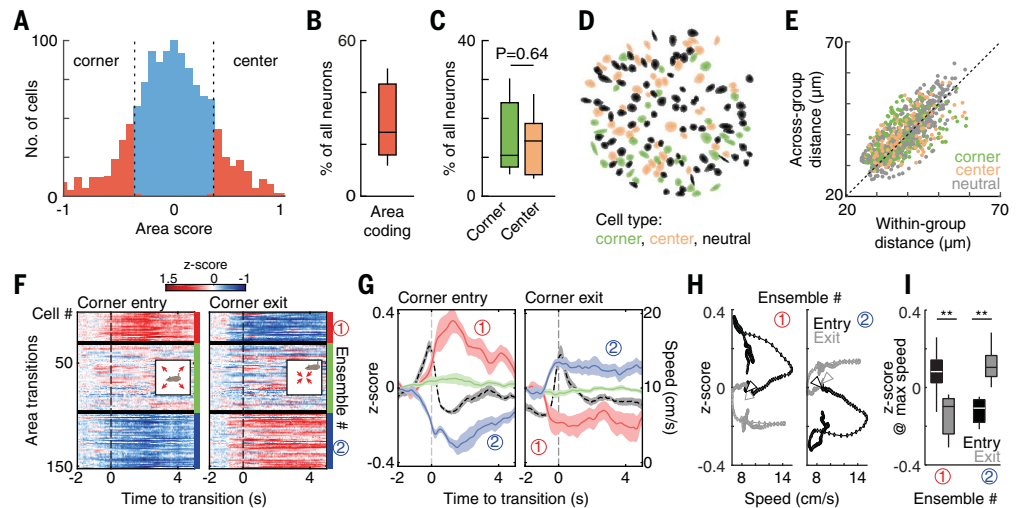 A
100
0
No. of cells
corner
center
-1
0
1
Area score
B
60
0
% of all neurons
Area
coding
C
40
0
% of all neurons
P=0.64
Corner
Center
D
Cell type:
corner, center, neutral
E
70
20
Across-group
distance (µm)
corner
center
neutral
20
70
Within-group
distance (µm)
F
z-score
1.5
0
-1
Cell #
Corner entry
Corner exit
50
150
Area transitions
1
2
Ensemble #
-2
0
4
-2
0
4
Time to transition (s)
G
Corner entry
Corner exit
0.4
0
-0.4
z-score
1
2
2
1
20
10
0
Speed (cm/s)
-2
0
2
4
-2
0
2
4
Time to transition (s)
H
Ensemble #
1
Entry
Exit
2
0.4
0
-0.4
z-score
8
14
8
14
Speed (cm/s)
I
0.4
0
-0.4
z-score
@ max speed
**
**
Entry
Exit
1
2
Ensemble #